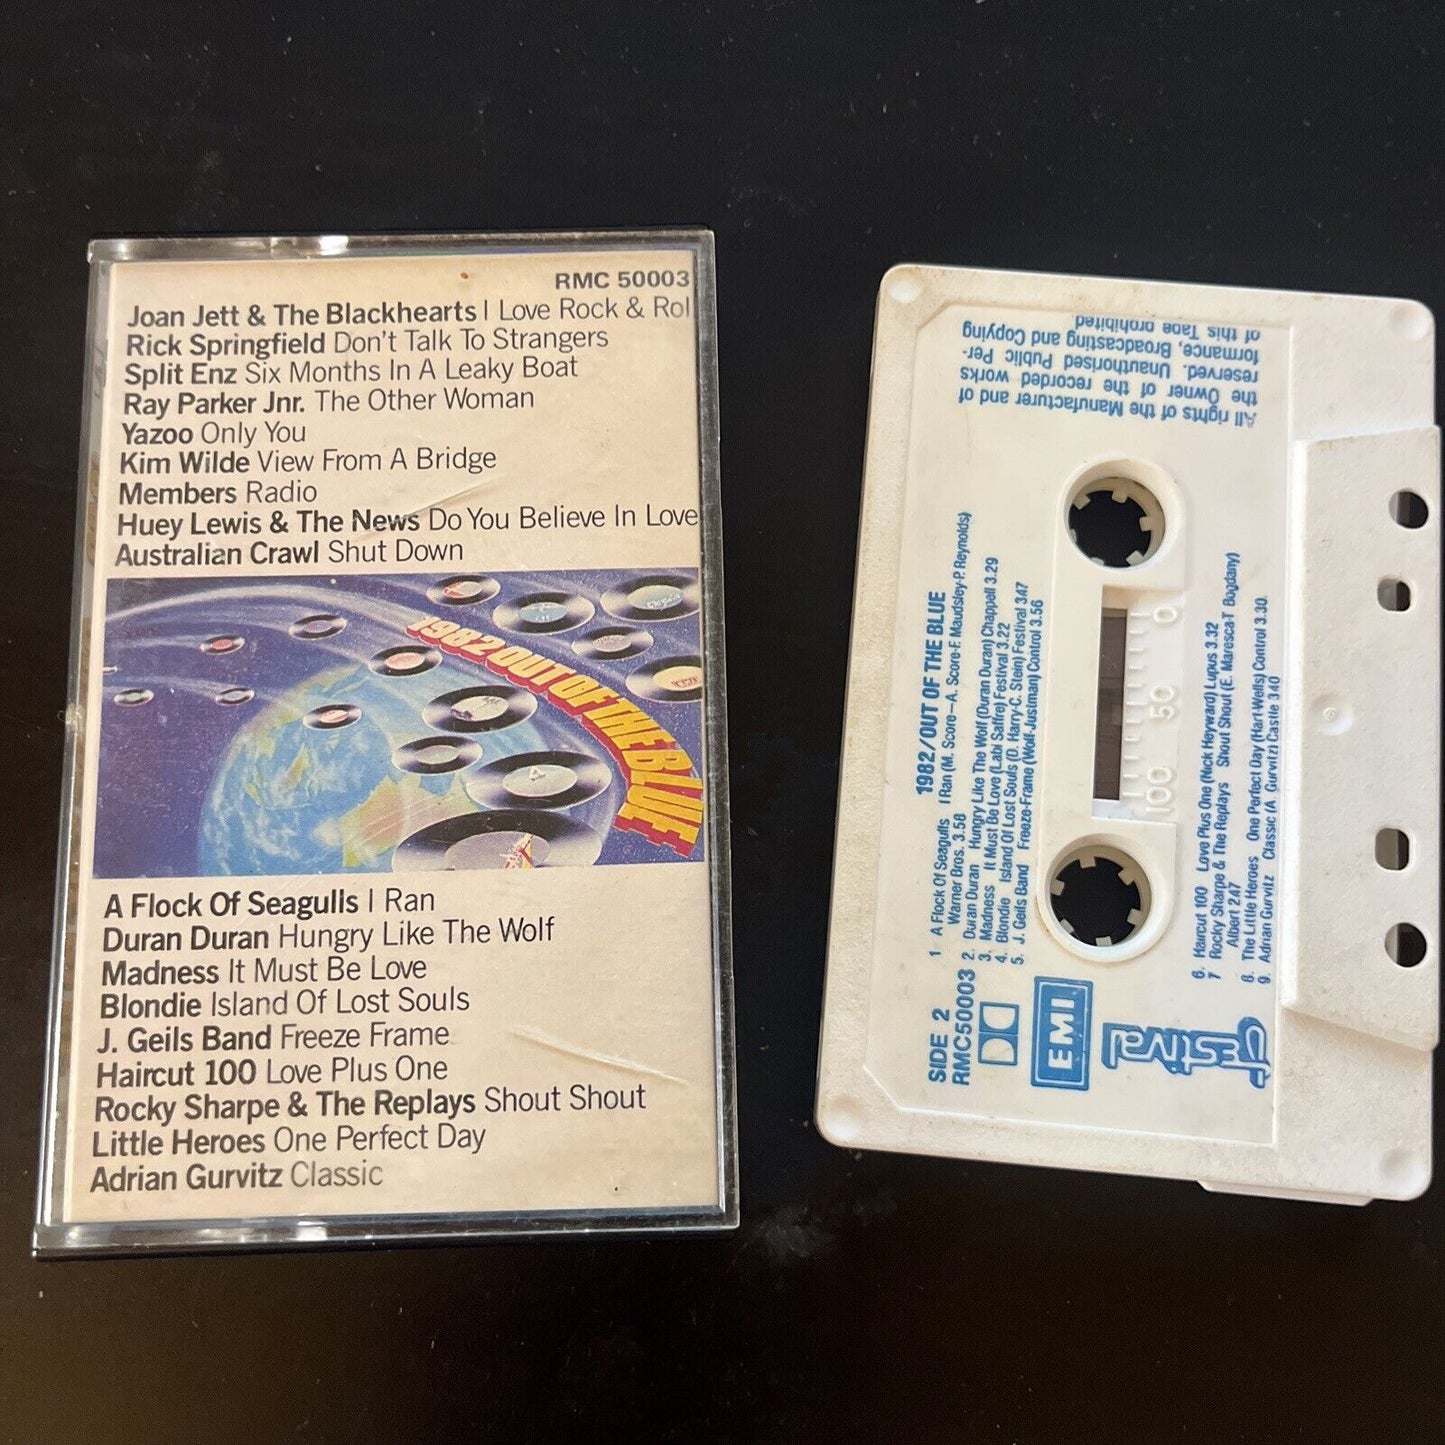 RMC 50003
Joan Jett & The Blackhearts I Love Rock & Rol
Rick Springfield Don't Talk To Strangers
Split Enz Six Months In A Leaky Boat
Ray Parker Jnr. The Other Woman
Yazoo Only You
Kim Wilde View From A Bridge
Members Radio
Huey Lewis & The News Do You Believe In Love
Australian Crawl Shut Down
1982 OUT OF THE BLUE
A Flock Of Seagulls I Ran
Duran Duran Hungry Like The Wolf
Madness It Must Be Love
Blondie Island Of Lost Souls
J. Geils Band Freeze Frame
Haircut 100 Love Plus One
Rocky Sharpe & The Replays Shout Shout
Little Heroes One Perfect Day
Adrian Gurvitz Classic
All rights of the Manufacturer and of
the Owner of the recorded works
reserved. Unauthorised Public Per-
formance, Broadcasting and Copying
of this Tape prohibited
1982/OUT OF THE BLUE
1 A Flock Of Seagulls I Ran (M. Score–A. Score-F. Maudsley-P. Reynolds)
Warner Bros. 3.58
2. Duran Duran Hungry Like The Wolf (Duran Duran) Chappell 3.29
3. Madness It Must Be Love (Labi Saffre) Festival 3.22
4. Blondie Island Of Lost Souls (D. Harry-C. Stein) Festival 3.47
5. J. Geils Band Freeze-Frame (Wolf-Justman) Control 3.56
SIDE 2
RMC50003
EMI
Festival
100 50 0
6. Haircut 100 Love Plus One (Nick Heyward) Lupus 3.32
7 Rocky Sharpe & The Replays Shout Shout (E. Maresca-T Bogdany)
Albert 2.47
8. The Little Heroes One Perfect Day (Hart-Wells) Control 3.30.
9. Adrian Gurvitz Classic (A. Gurvitz) Castle 3.40